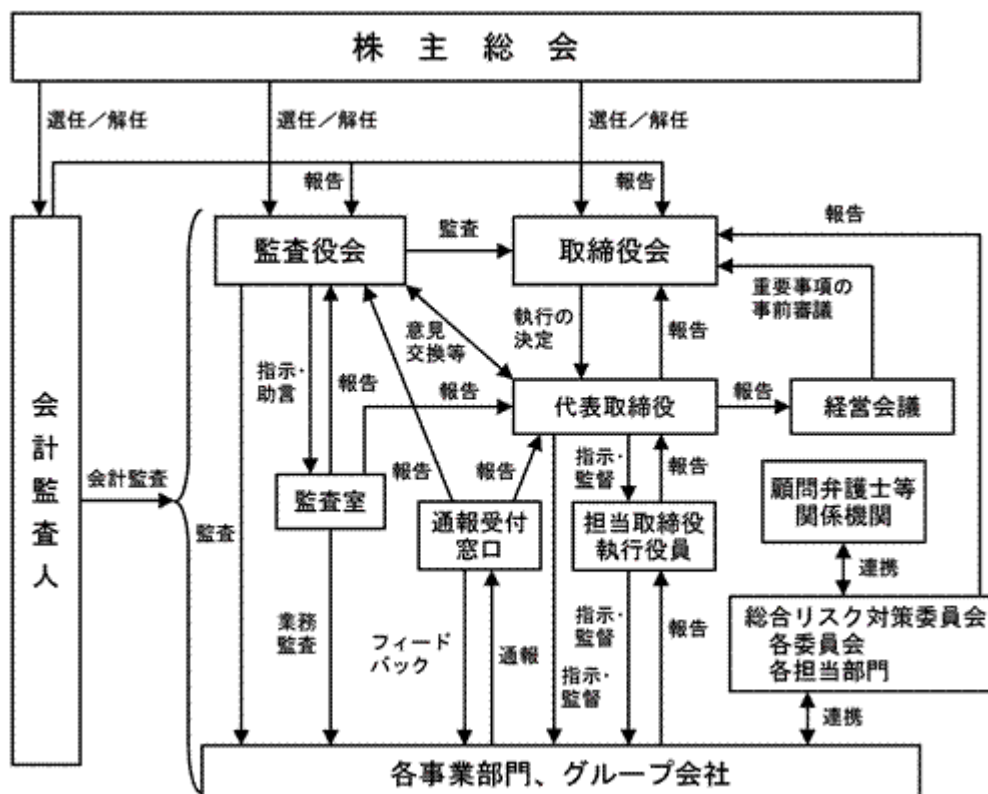 株主総会
選任／解任
選任／解任
選任／解任
報告
報告
報告
監査役会
監査
取締役会
重要事項の
事前審議
意見
交換等
執行の
決定
報告
指示・
助言
報告
報告
代表取締役
報告
経営会議
会計監査人
会計監査
監査
監査室
報告
報告
指示・
監督
報告
顧問弁護士等
関係機関
通報受付
窓口
担当取締役
執行役員
連携
業務
監査
フィード
バック
通報
指示・
監督
指示・
監督
報告
総合リスク対策委員会
各委員会
各担当部門
連携
各事業部門、グループ会社